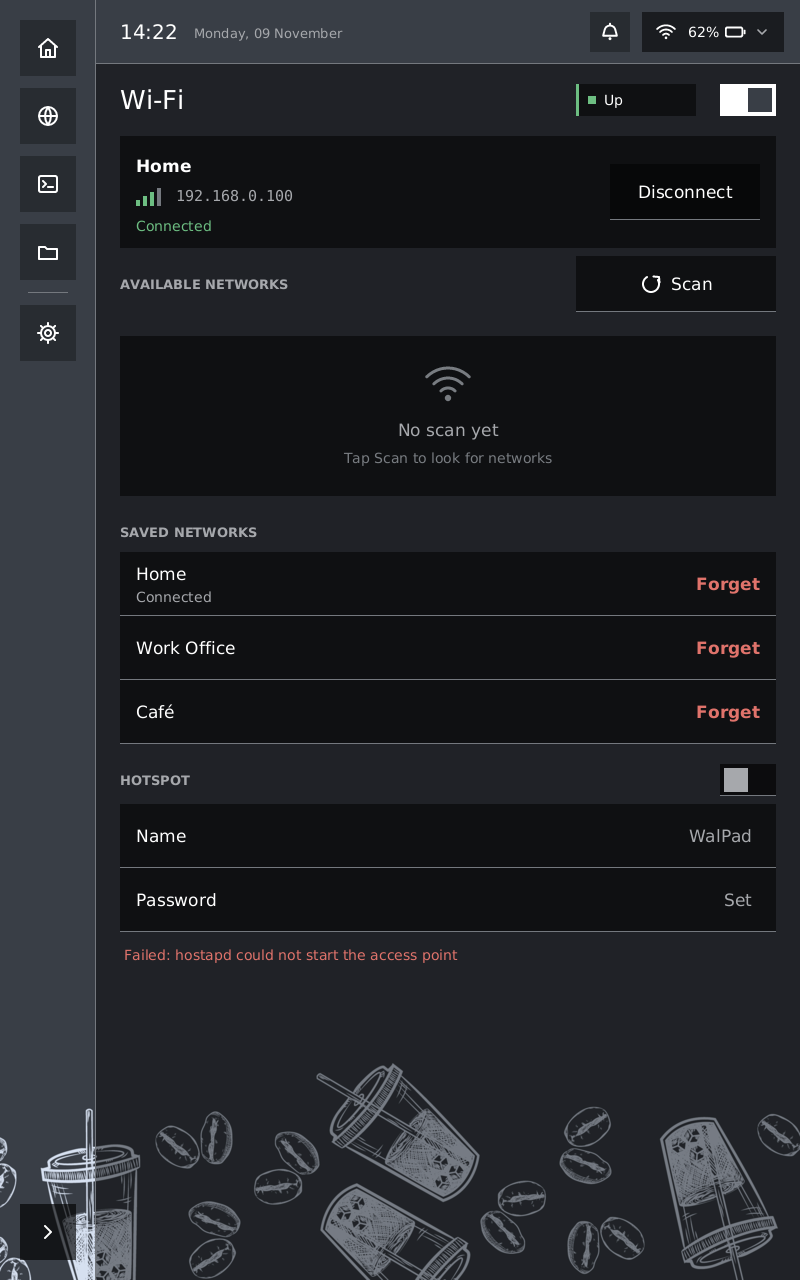 14:22 Monday, 09 November
62%
Wi-Fi
Up
Home
192.168.0.100
Connected
Disconnect
AVAILABLE NETWORKS
Scan
No scan yet
Tap Scan to look for networks
SAVED NETWORKS
Home
Connected
Forget
Work Office
Forget
Café
Forget
HOTSPOT
Name
WalPad
Password
Set
Failed: hostapd could not start the access point